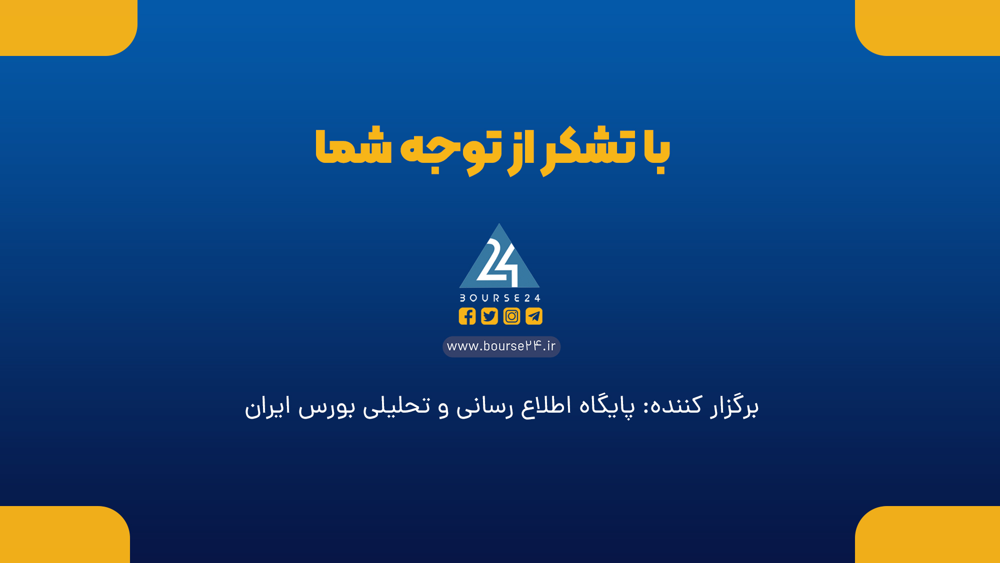 با تشکر از توجه شما
24
BOURSE24
www.bourse۲۴.ir
برگزار کننده: پایگاه اطلاع رسانی و تحلیلی بورس ایران